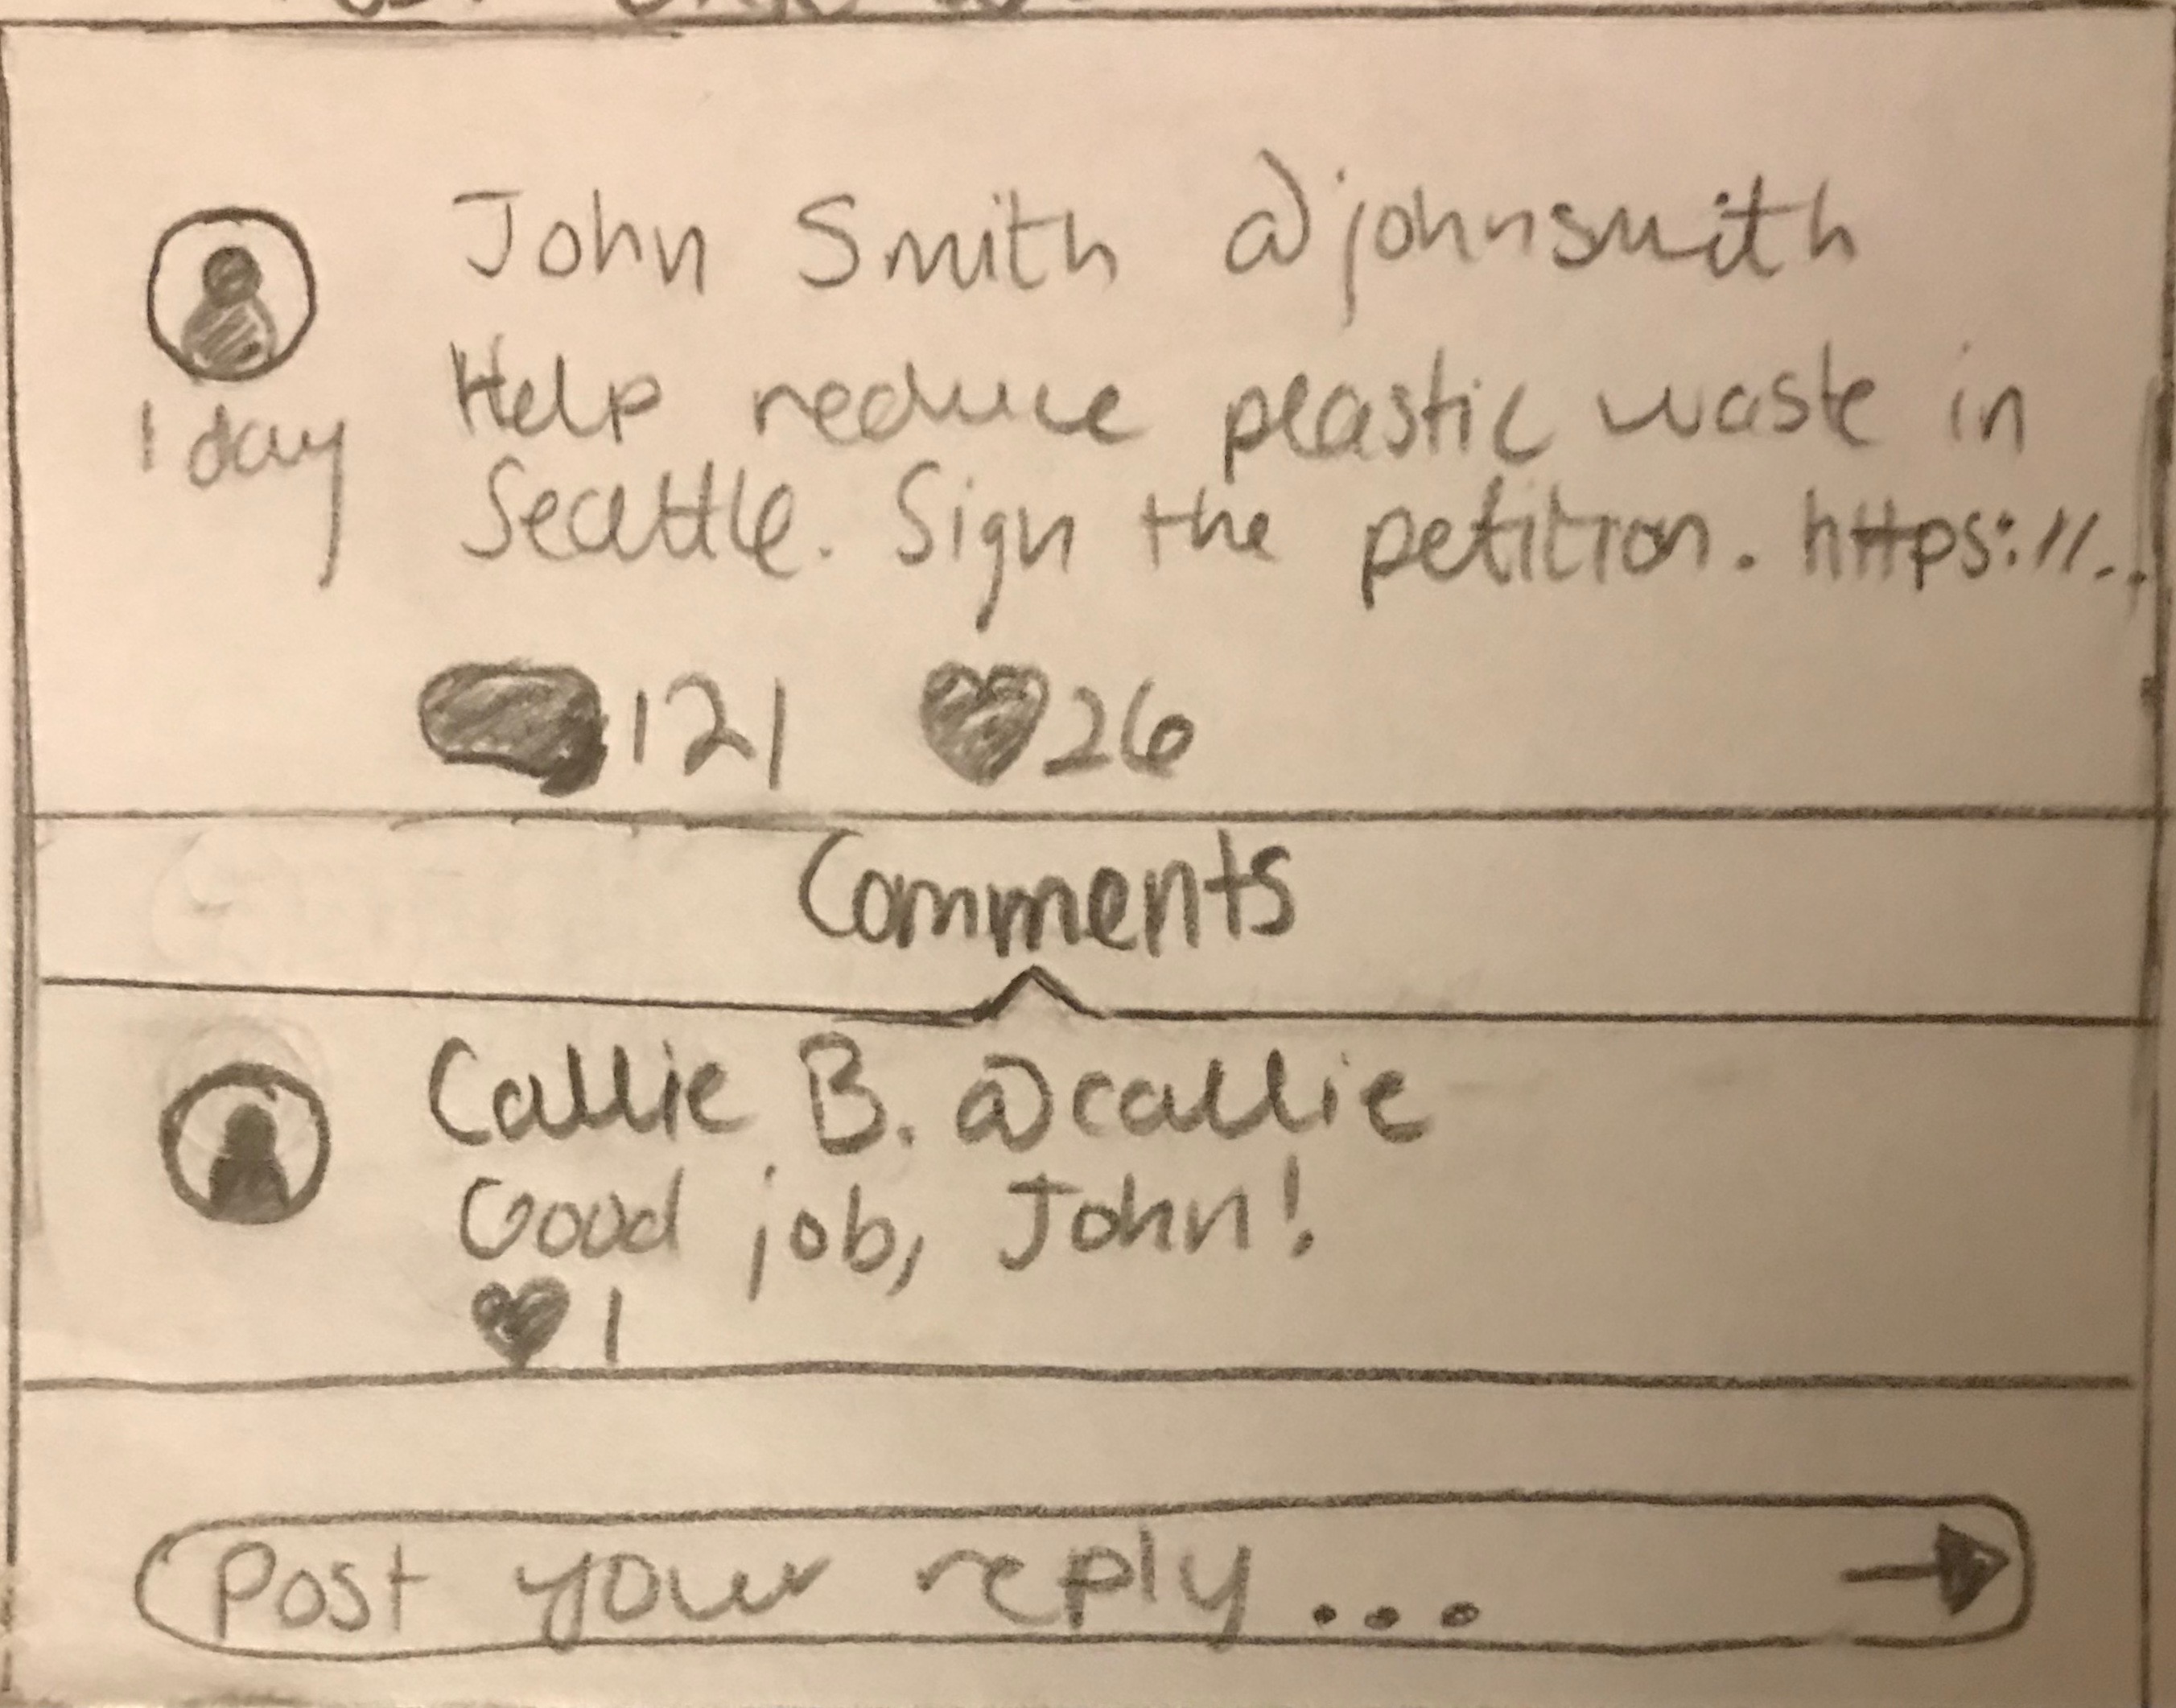 John Smith @johnsmith
1 day
Help reduce plastic waste in
Seattle. Sign the petition. https://..
121 26
Comments
Callie B. @callie
Good job, John!
1
Post your reply...